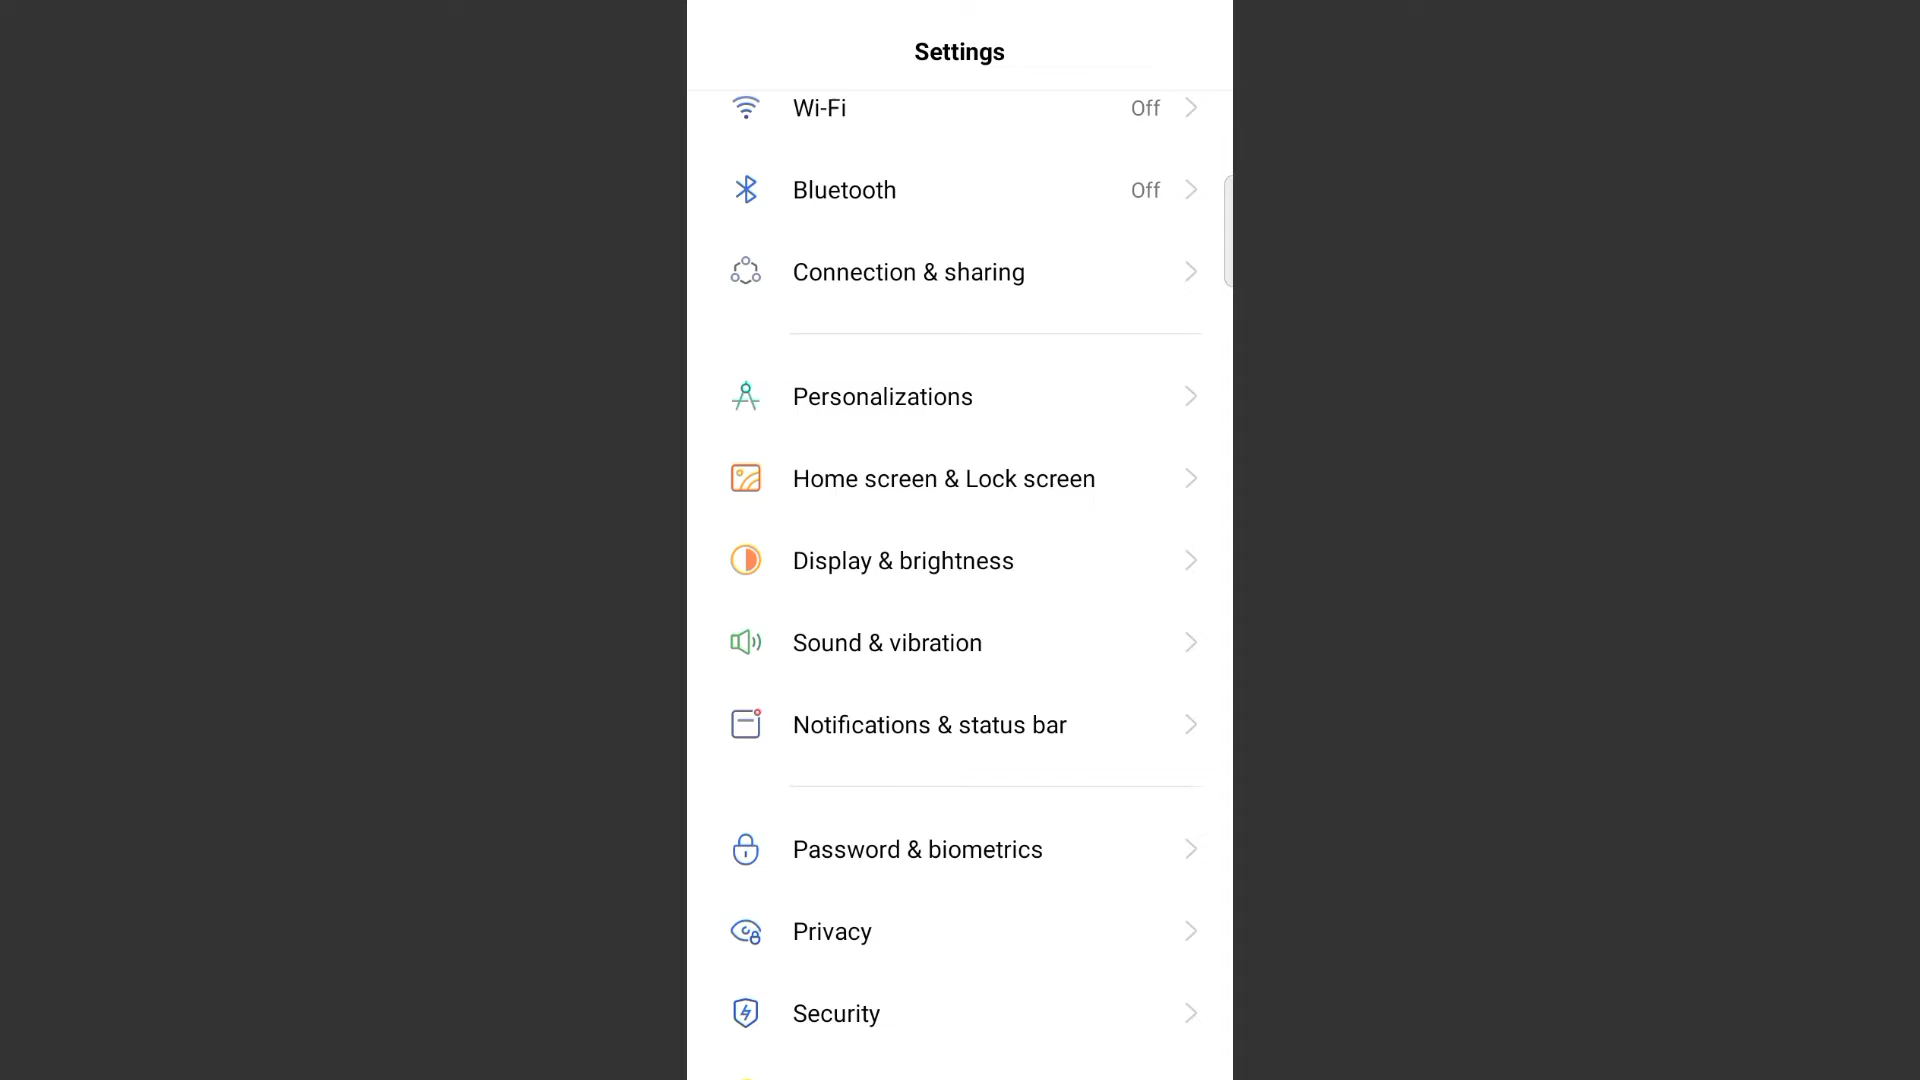 Settings
Wi-Fi Off
Bluetooth Off
Connection & sharing
Personalizations
Home screen & Lock screen
Display & brightness
Sound & vibration
Notifications & status bar
Password & biometrics
Privacy
Security